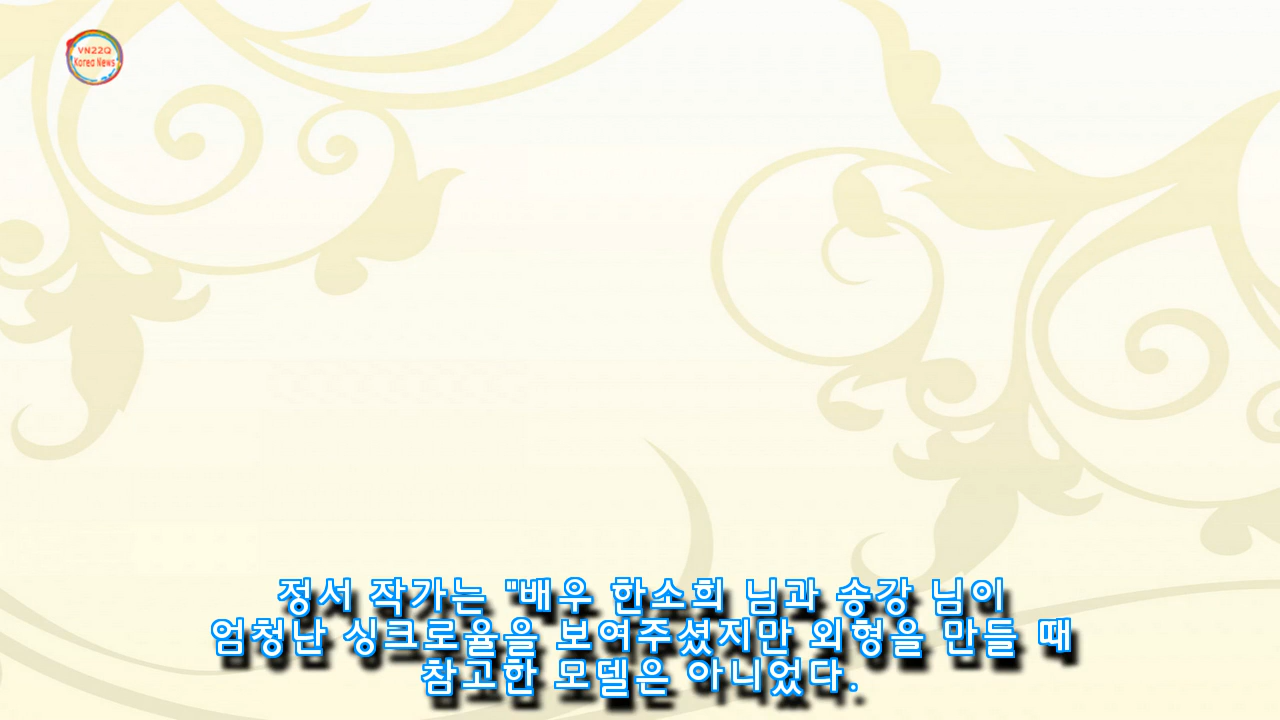 VN22Q
Korea News
정서 작가는 "배우 한소희 님과 송강 님이
엄청난 싱크로율을 보여주셨지만 외형을 만들 때
참고한 모델은 아니었다.